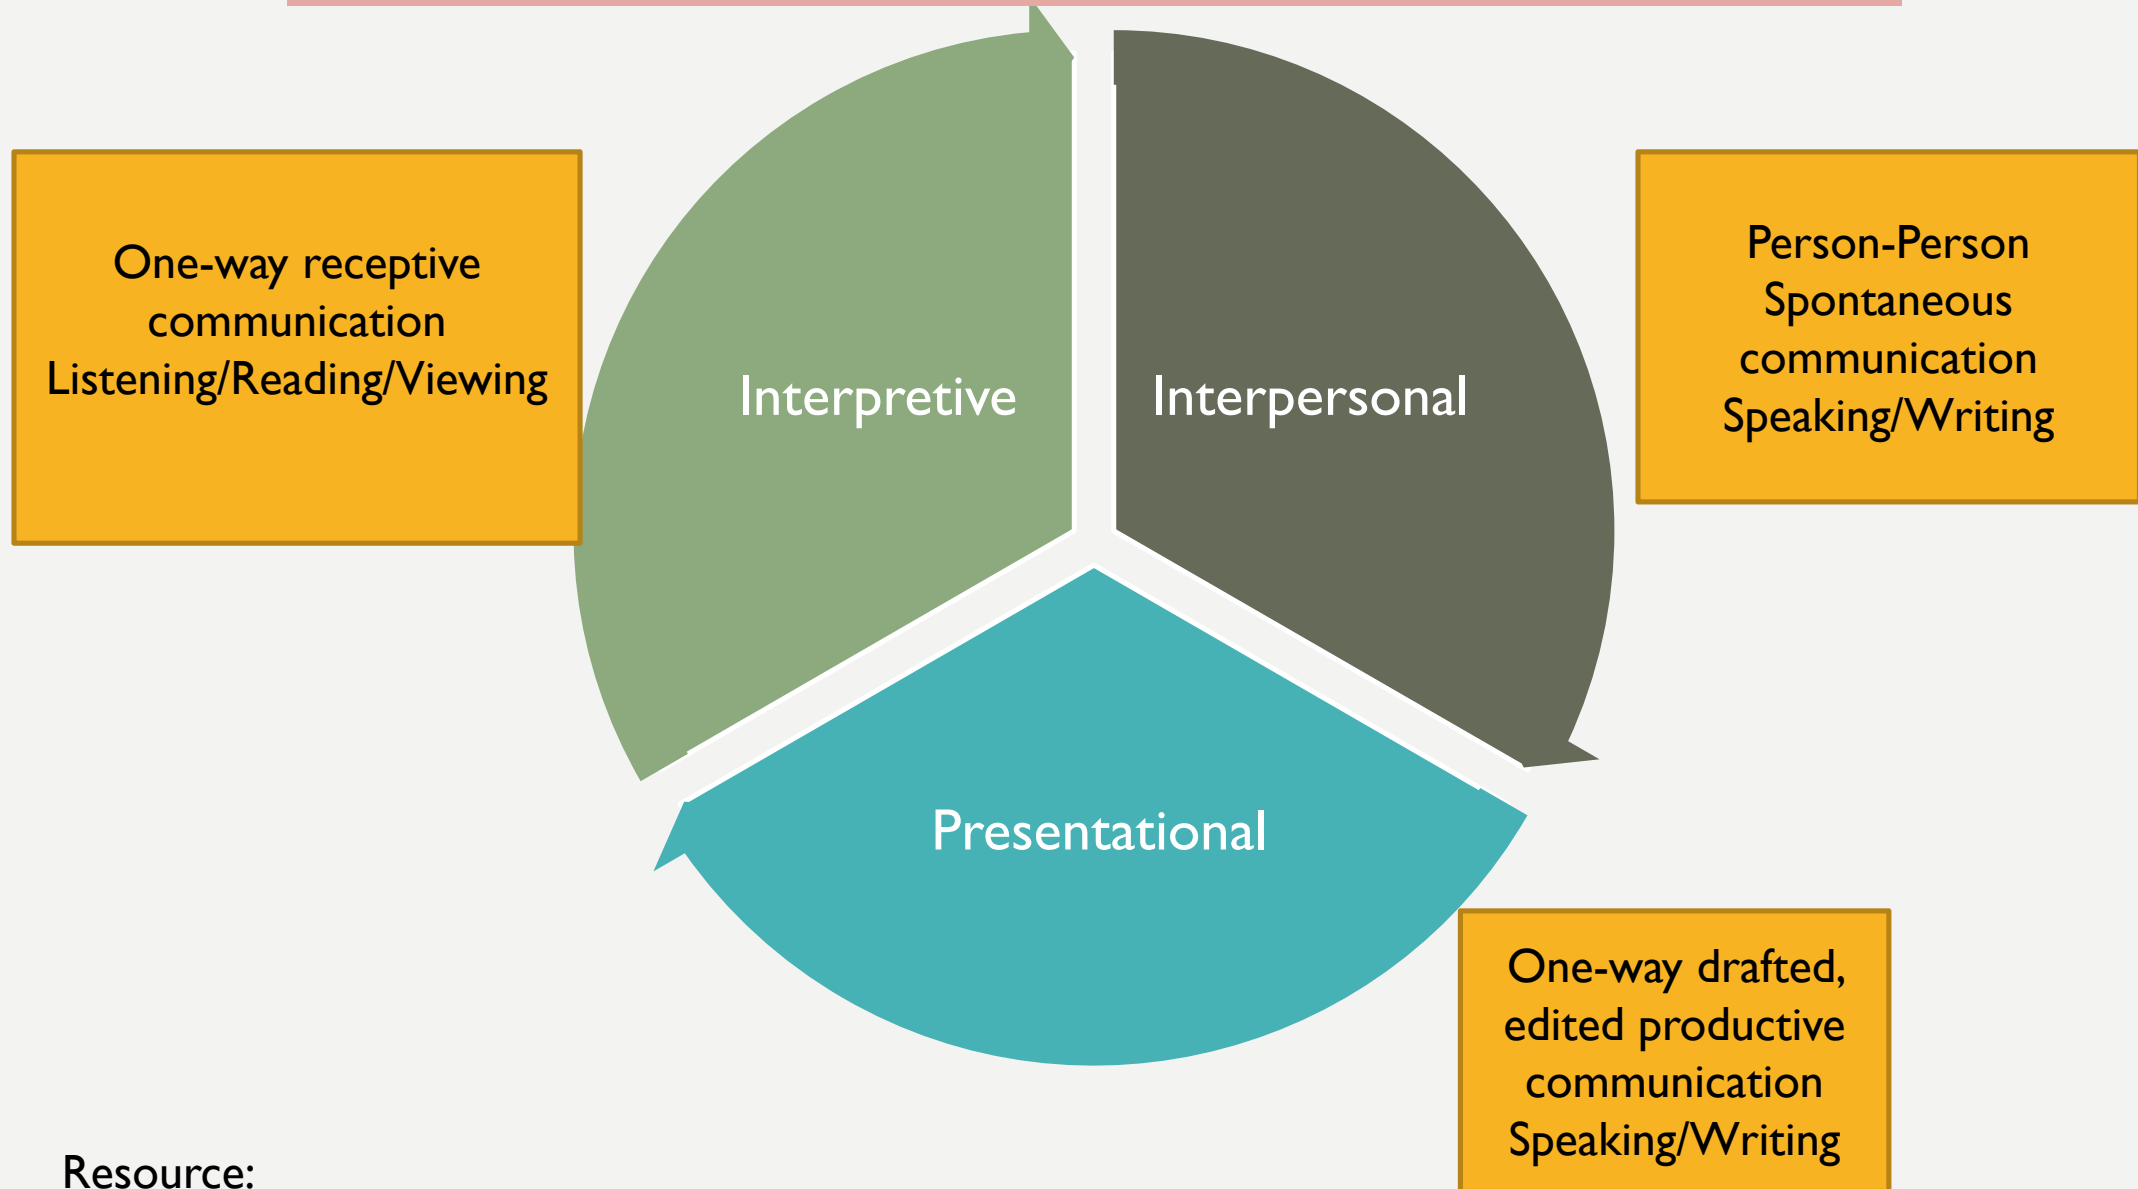 One-way receptive
communication
Listening/Reading/Viewing
Interpretive
Interpersonal
Person-Person
Spontaneous
communication
Speaking/Writing
Presentational
One-way drafted,
edited productive
communication
Speaking/Writing
Resource: